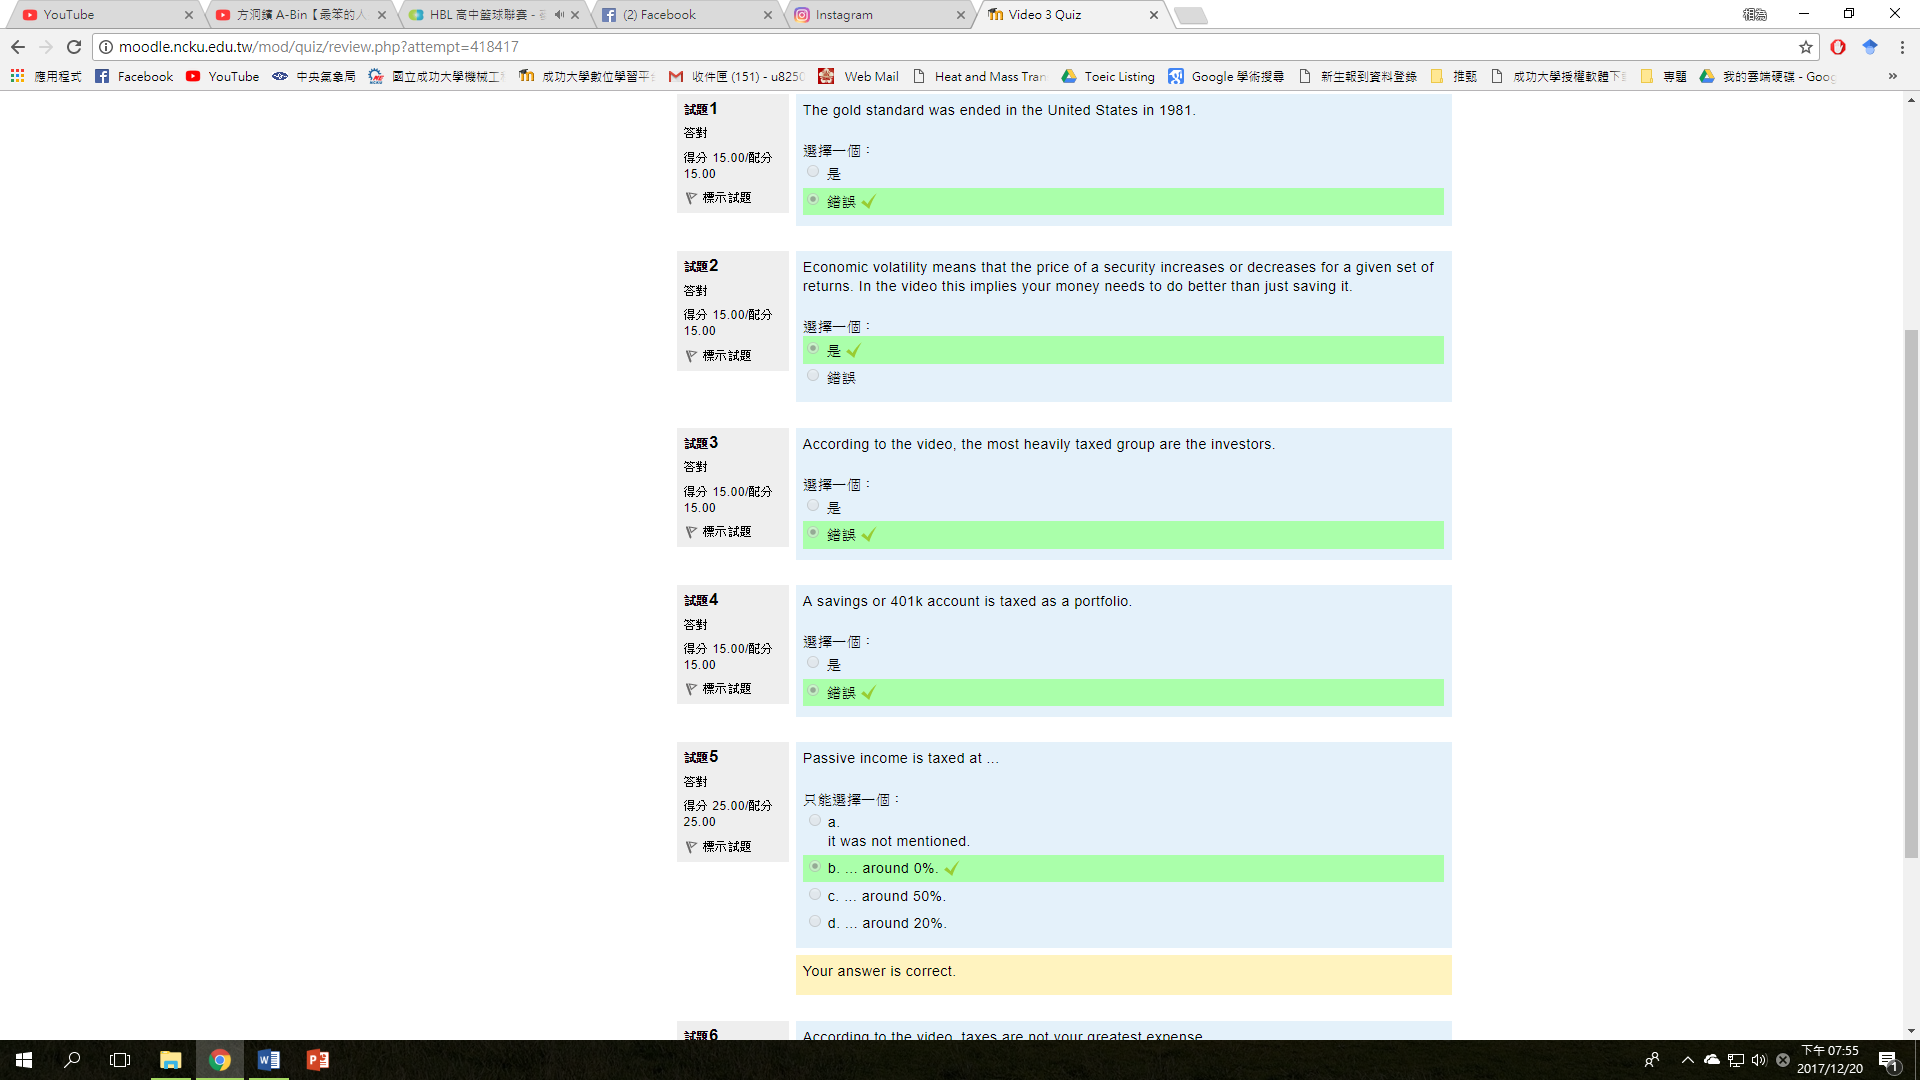 YouTube
方泂鑌 A-Bin【最笨的人
HBL 高中籃球聯賽 -
(2) Facebook
Instagram
Video 3 Quiz
相為
moodle.ncku.edu.tw/mod/quiz/review.php?attempt=418417
應用程式
Facebook
YouTube
中央氣象局
國立成功大學機械工
成功大學數位學習平
收件匣 (151) - u825
Web Mail
Heat and Mass Tran
Toeic Listing
Google 學術搜尋
新生報到資料登錄
推甄
成功大學授權軟體下
專題
我的雲端硬碟 - Goog
試題1
答對
得分 15.00/配分
15.00
標示試題
The gold standard was ended in the United States in 1981.
選擇一個：
是
錯誤
試題2
答對
得分 15.00/配分
15.00
標示試題
Economic volatility means that the price of a security increases or decreases for a given set of
returns. In the video this implies your money needs to do better than just saving it.
選擇一個：
是
錯誤
試題3
答對
得分 15.00/配分
15.00
標示試題
According to the video, the most heavily taxed group are the investors.
選擇一個：
是
錯誤
試題4
答對
得分 15.00/配分
15.00
標示試題
A savings or 401k account is taxed as a portfolio.
選擇一個：
是
錯誤
試題5
答對
得分 25.00/配分
25.00
標示試題
Passive income is taxed at ...
只能選擇一個：
a.
it was not mentioned.
b. ... around 0%.
c. ... around 50%.
d. ... around 20%.
Your answer is correct.
試題6
According to the video, taxes are not your greatest expense
下午 07:55
2017/12/20
1